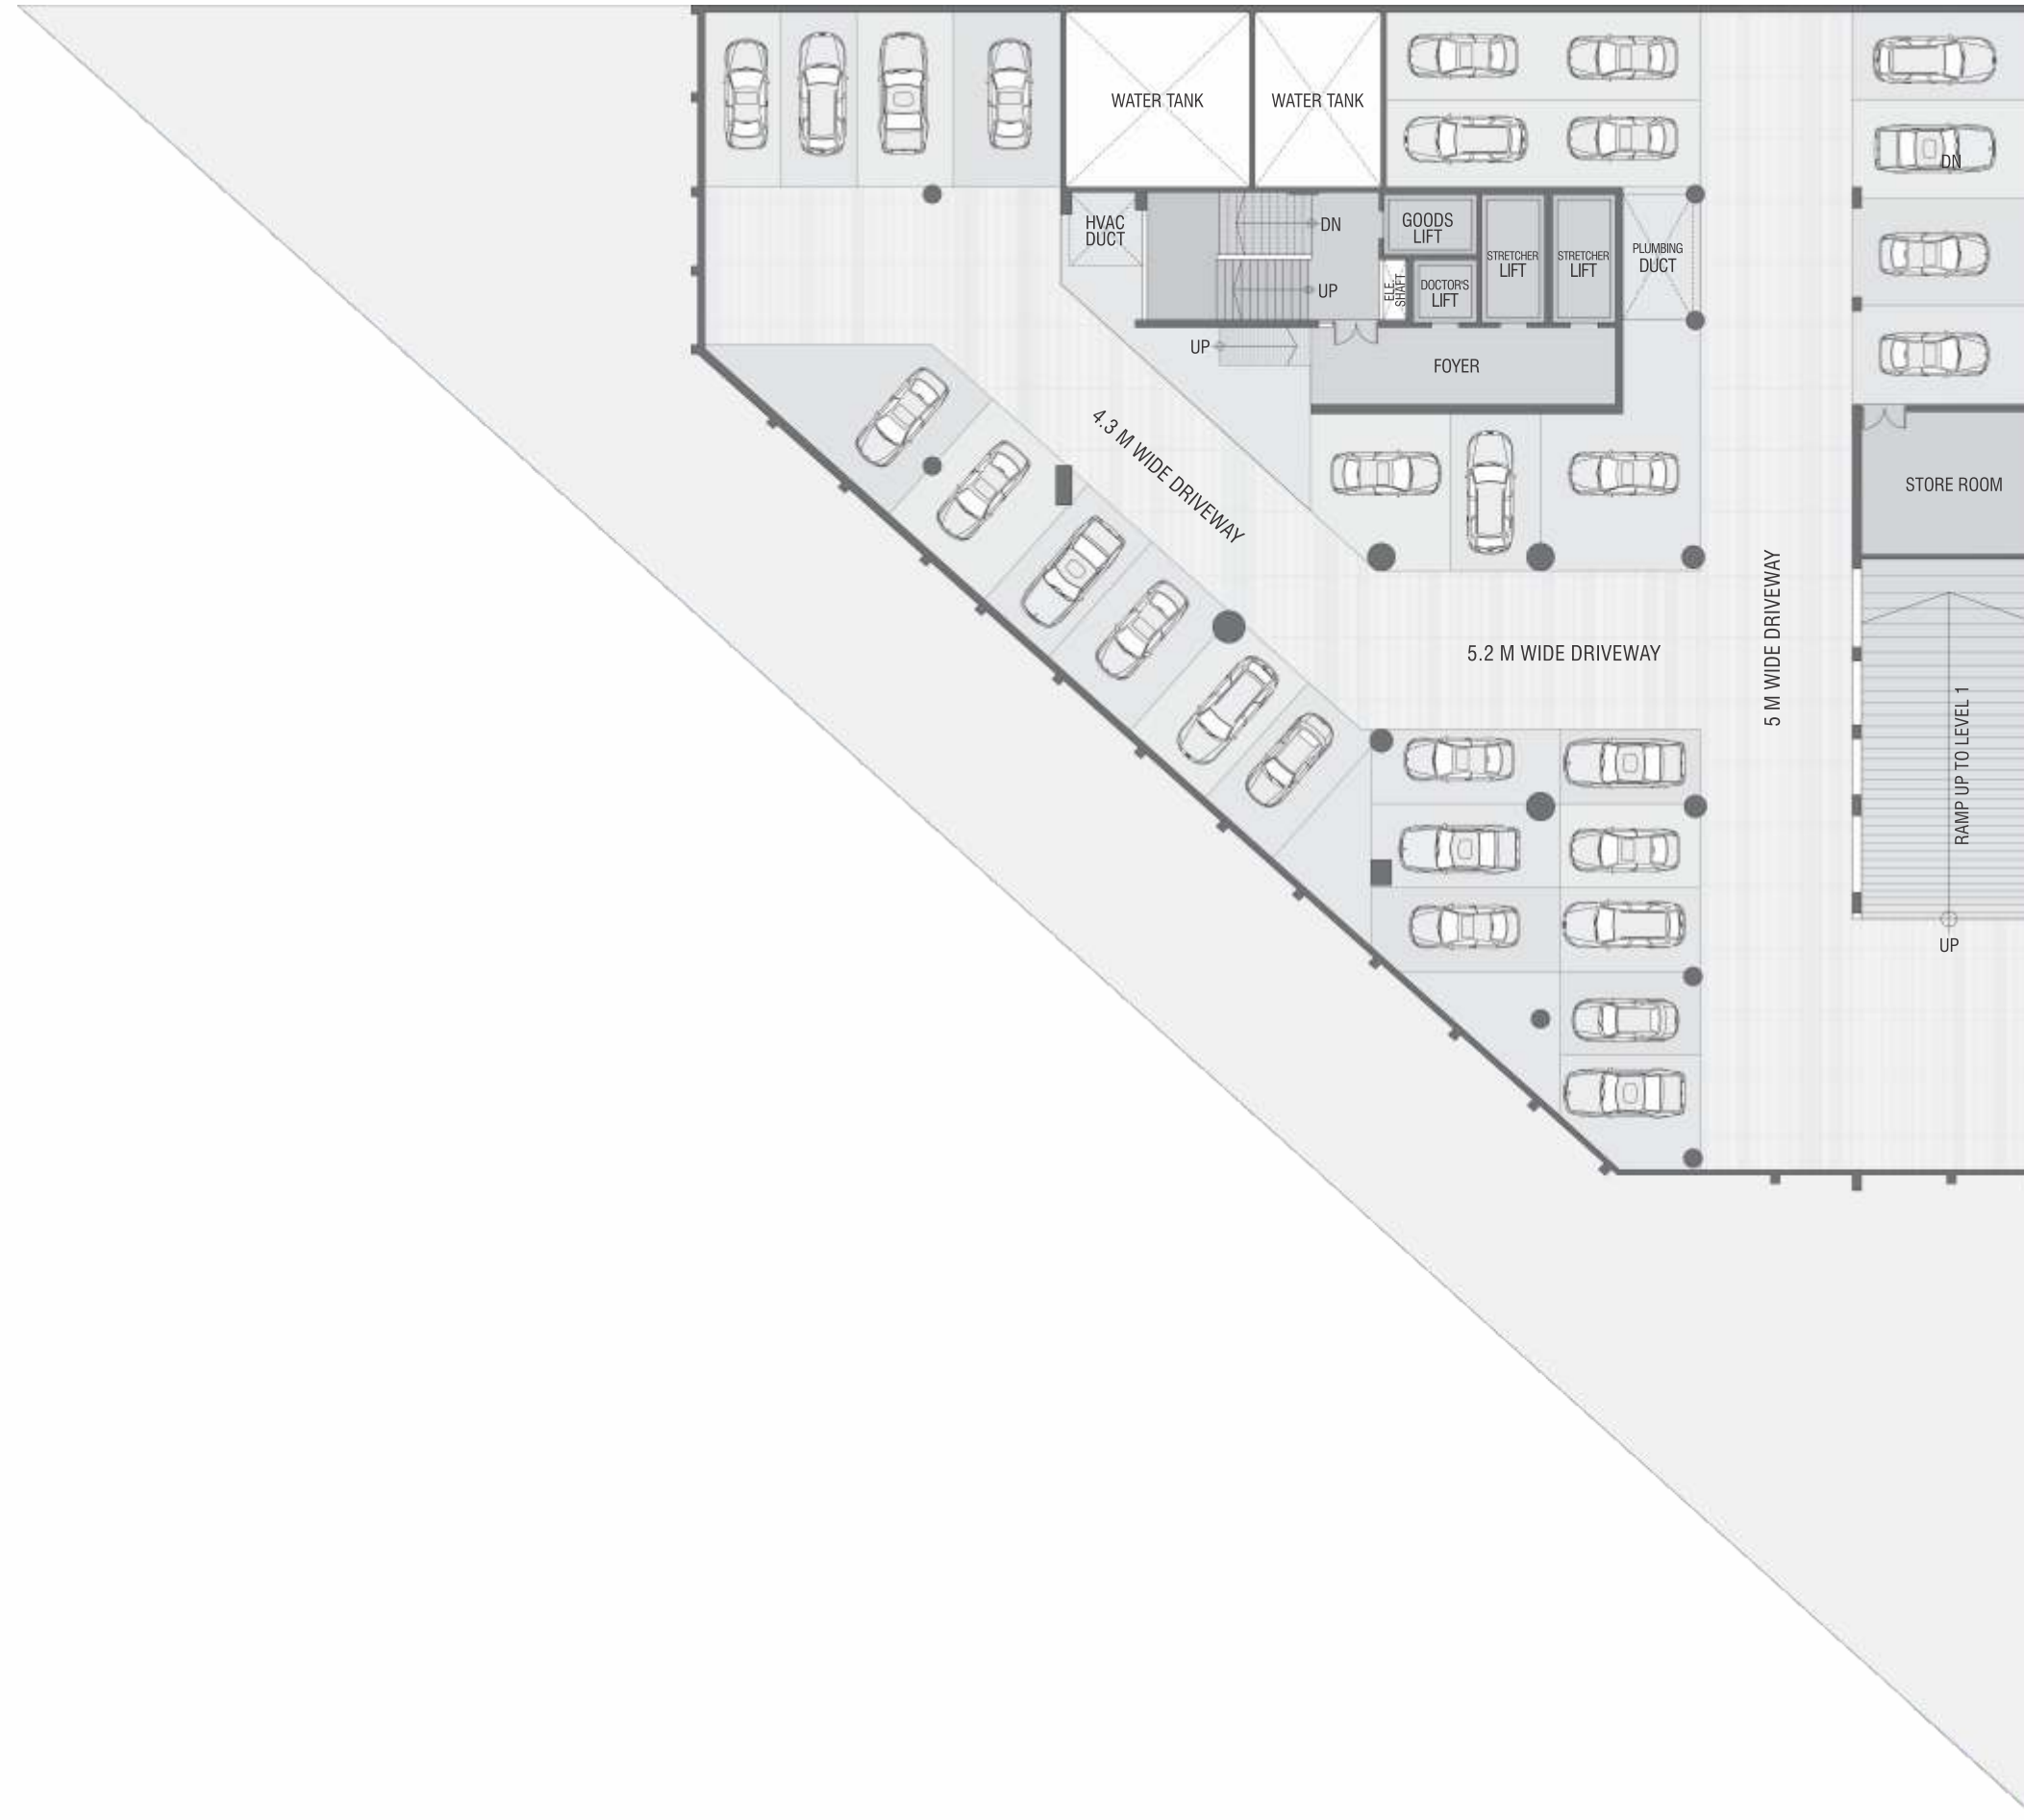 WATER TANK
WATER TANK
DN
HVAC
DUCT
DN
GOODS
LIFT
STRETCHER
LIFT
STRETCHER
LIFT
PLUMBING
DUCT
UP
ELE.
SHAFT
DOCTOR'S
LIFT
UP
FOYER
4.3 M WIDE DRIVEWAY
STORE ROOM
5 M WIDE DRIVEWAY
5.2 M WIDE DRIVEWAY
RAMP UP TO LEVEL 1
UP